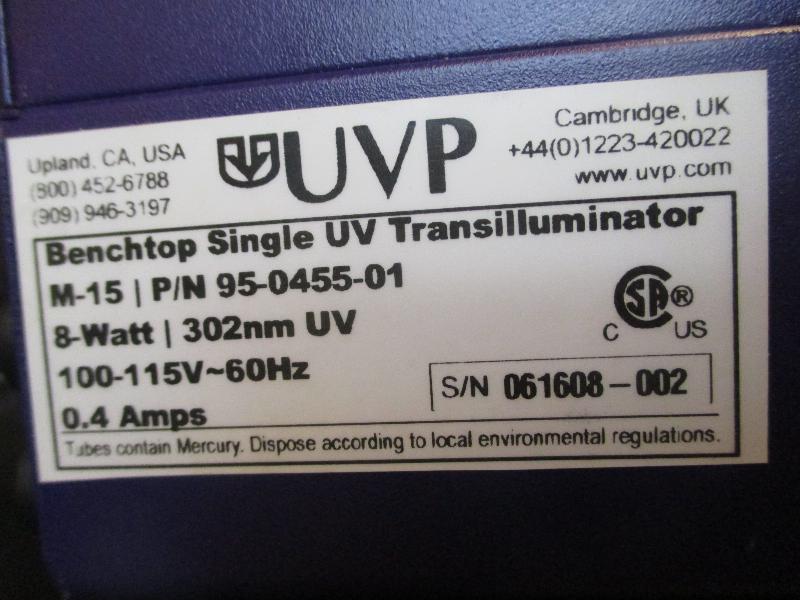 Upland, CA, USA
(800) 452-6788
(909) 946-3197
UVP
Cambridge, UK
+44(0)1223-420022
www.uvp.com
Benchtop Single UV Transilluminator
M-15 | P/N 95-0455-01
8-Watt | 302nm UV
100-115V~60Hz
0.4 Amps
C SA® US
S/N 061608-002
Tubes contain Mercury. Dispose according to local environmental regulations.